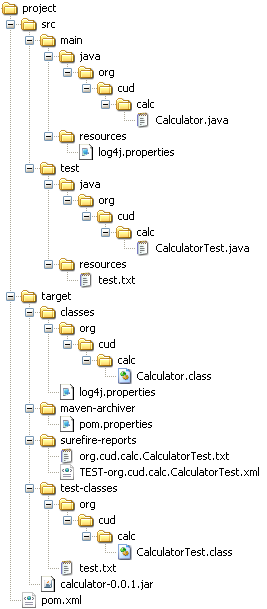 project
src
main
java
org
cud
calc
Calculator.java
resources
log4j.properties
test
java
org
cud
calc
CalculatorTest.java
resources
test.txt
target
classes
org
cud
calc
Calculator.class
log4j.properties
maven-archiver
pom.properties
surefire-reports
org.cud.calc.CalculatorTest.txt
TEST-org.cud.calc.CalculatorTest.xml
test-classes
org
cud
calc
CalculatorTest.class
test.txt
calculator-0.0.1.jar
pom.xml